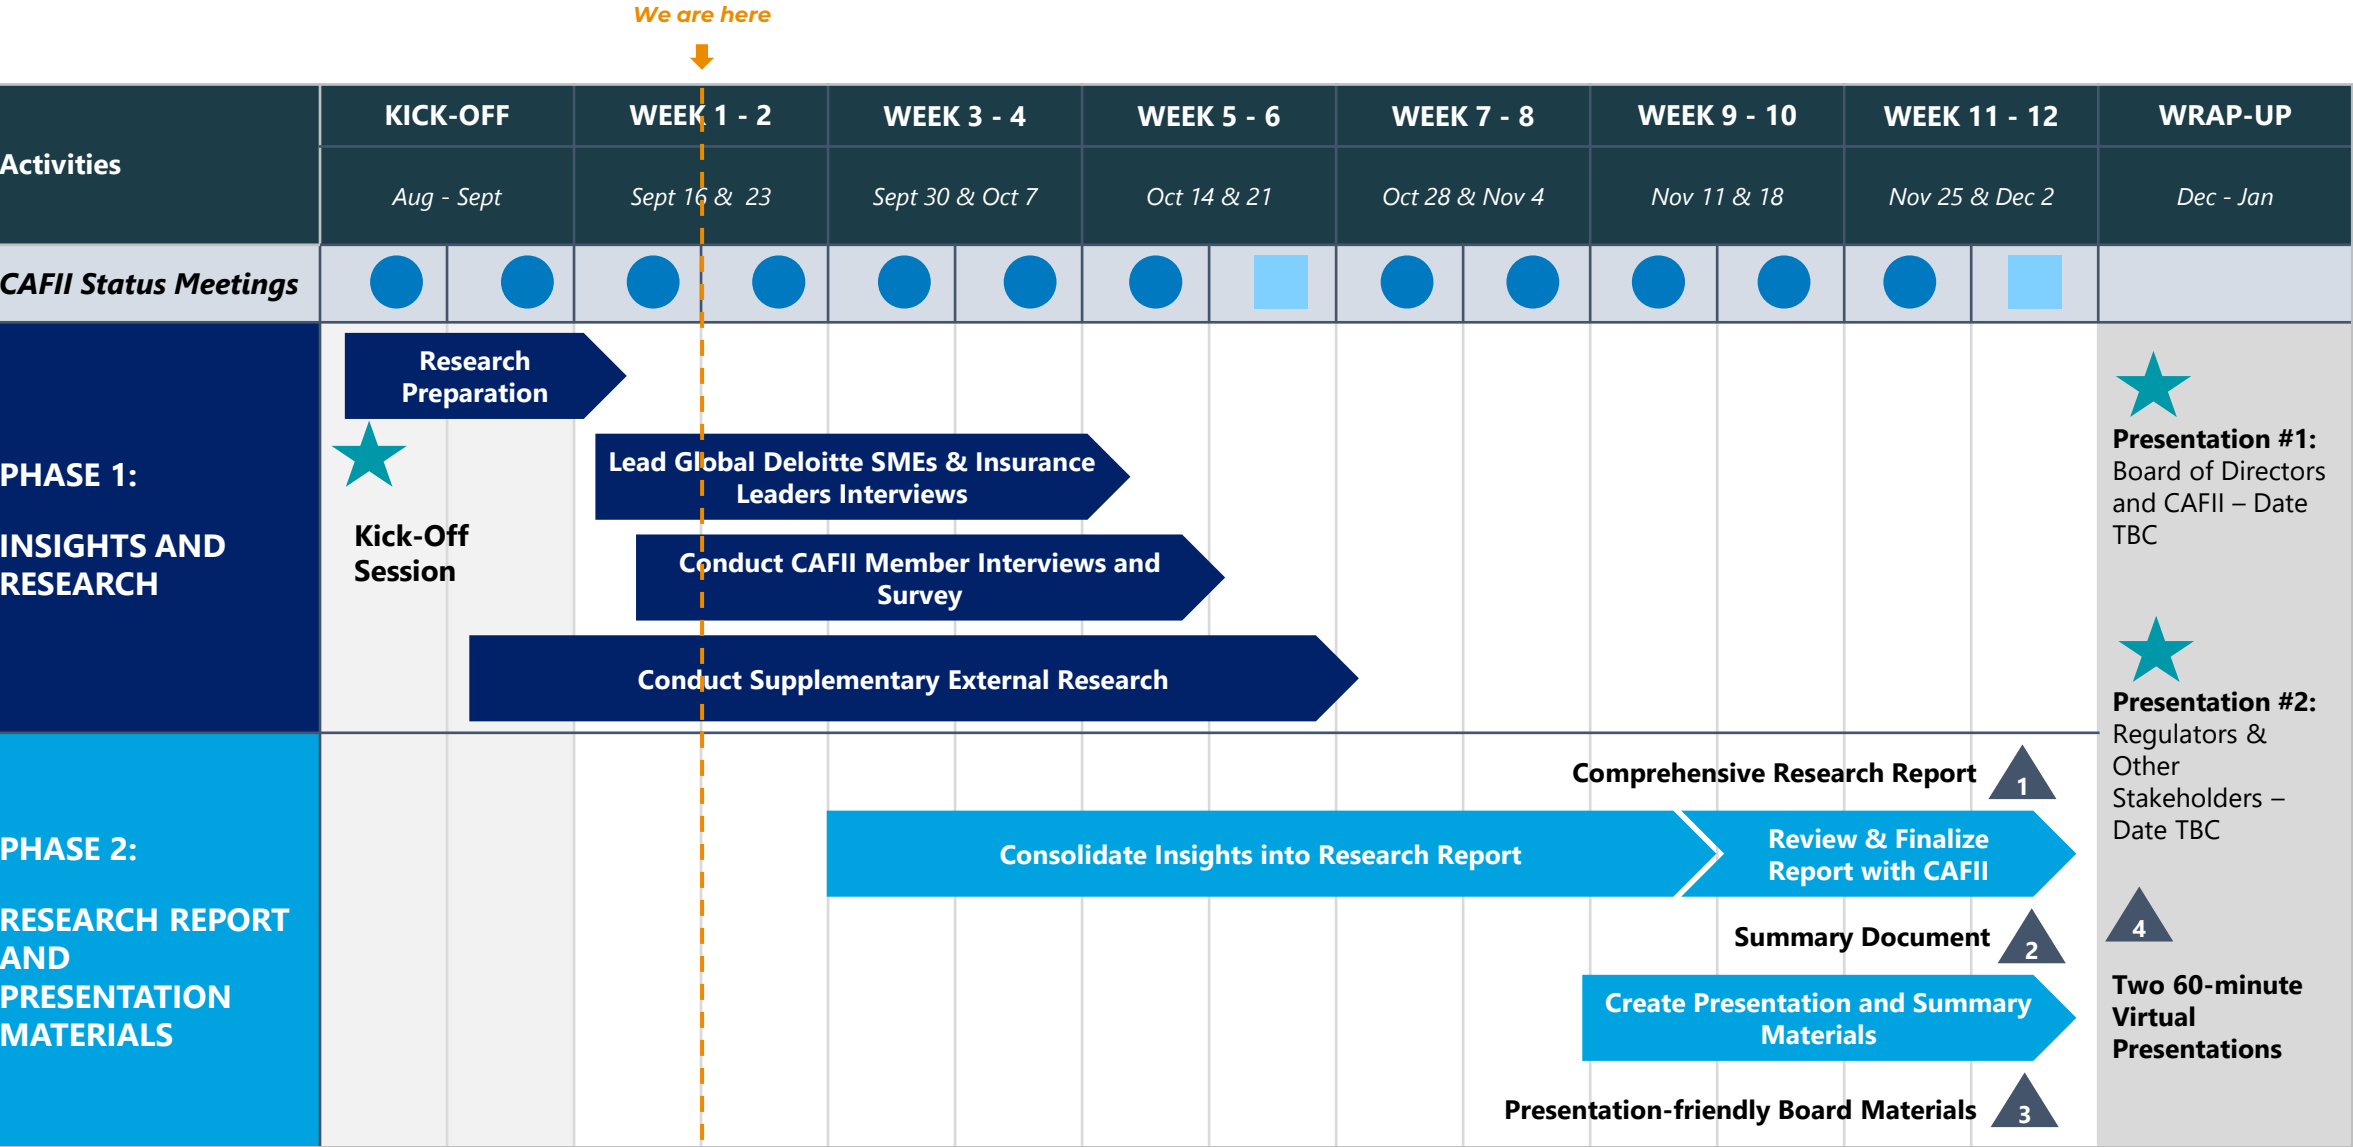 We are here
Activities
KICK-OFF
WEEK 1 - 2
WEEK 3 - 4
WEEK 5 - 6
WEEK 7 - 8
WEEK 9 - 10
WEEK 11 - 12
WRAP-UP
Aug - Sept
Sept 16 & 23
Sept 30 & Oct 7
Oct 14 & 21
Oct 28 & Nov 4
Nov 11 & 18
Nov 25 & Dec 2
Dec - Jan
CAFII Status Meetings
PHASE 1:
INSIGHTS AND
RESEARCH
Research
Preparation
Kick-Off
Session
Lead Global Deloitte SMEs & Insurance
Leaders Interviews
Conduct CAFII Member Interviews and
Survey
Conduct Supplementary External Research
Presentation #1:
Board of Directors
and CAFII – Date
TBC
Presentation #2:
Regulators &
Other
Stakeholders –
Date TBC
PHASE 2:
RESEARCH REPORT
AND
PRESENTATION
MATERIALS
Comprehensive Research Report
1
Consolidate Insights into Research Report
Review & Finalize
Report with CAFII
Summary Document
2
Create Presentation and Summary
Materials
Presentation-friendly Board Materials
3
4
Two 60-minute
Virtual
Presentations